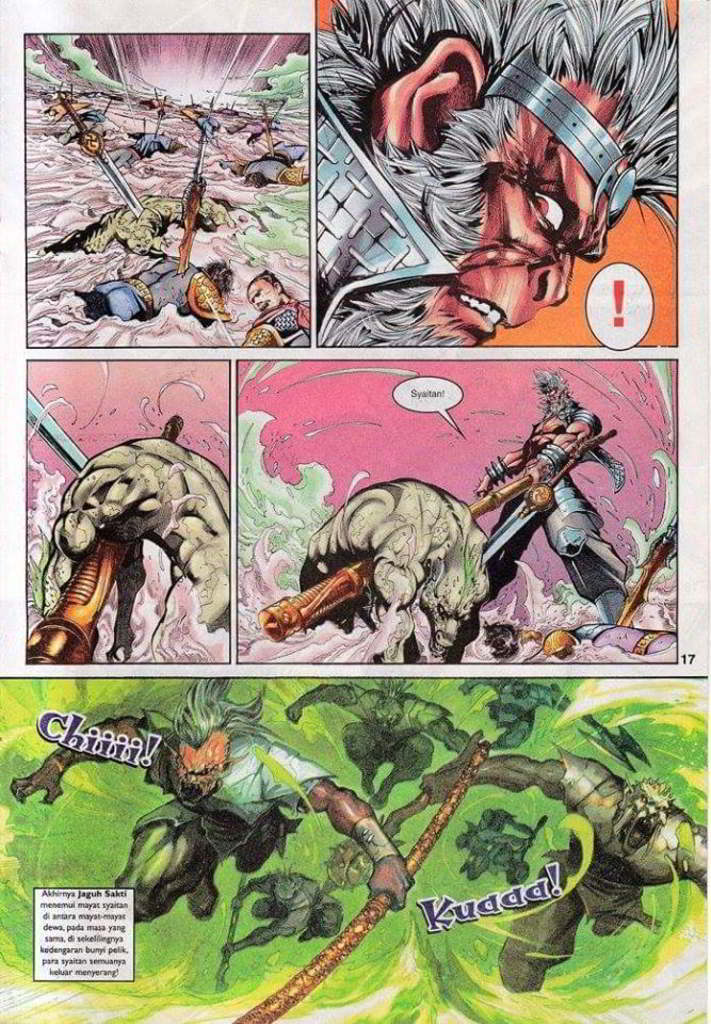 !
Syaitan!
17
Chiiii!
Kuaaa!
Akhirnya Jaguh Sakti
menemui mayat syaitan
di antara mayat-mayat
dewa, pada masa yang
sama, di sekelilingnya
kedengaran bunyi pelik,
para syaitan semuanya
keluar menyerang!